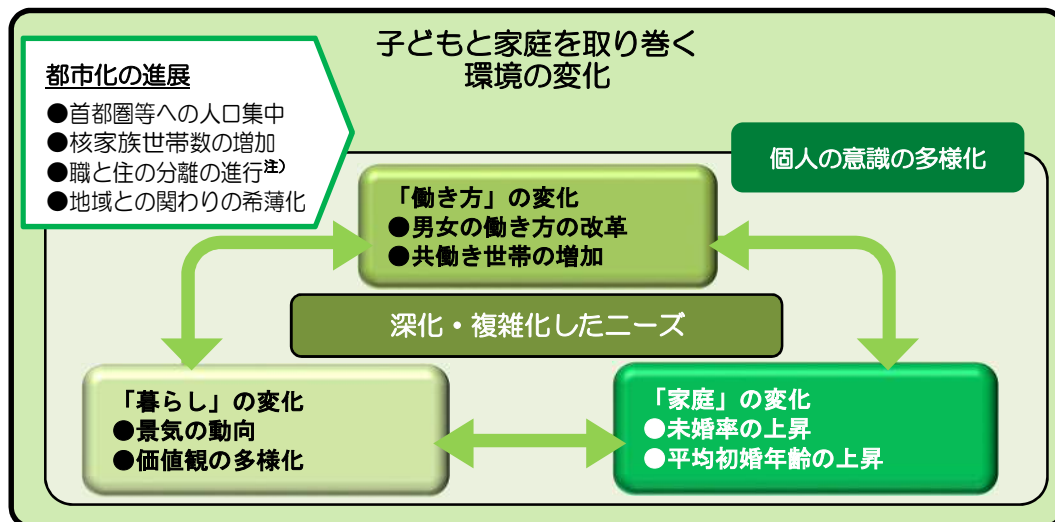 子どもと家庭を取り巻く
環境の変化
都市化の進展
●首都圏等への人口集中
●核家族世帯数の増加
●職と住の分離の進行注)
●地域との関わりの希薄化
個人の意識の多様化
「働き方」の変化
●男女の働き方の改革
●共働き世帯の増加
深化・複雑化したニーズ
「暮らし」の変化
●景気の動向
●価値観の多様化
「家庭」の変化
●未婚率の上昇
●平均初婚年齢の上昇